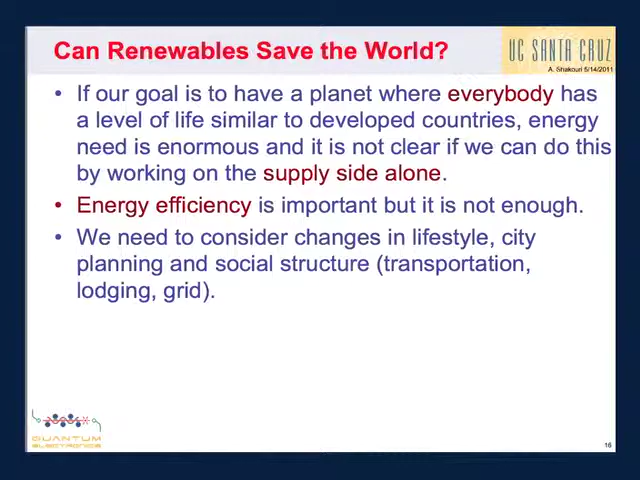 Can Renewables Save the World?
UC SANTA CRUZ
A. Shakouri 5/14/2011
• If our goal is to have a planet where everybody has
a level of life similar to developed countries, energy
need is enormous and it is not clear if we can do this
by working on the supply side alone.
• Energy efficiency is important but it is not enough.
• We need to consider changes in lifestyle, city
planning and social structure (transportation,
lodging, grid).
QUANTUM
ELECTRONICS
16